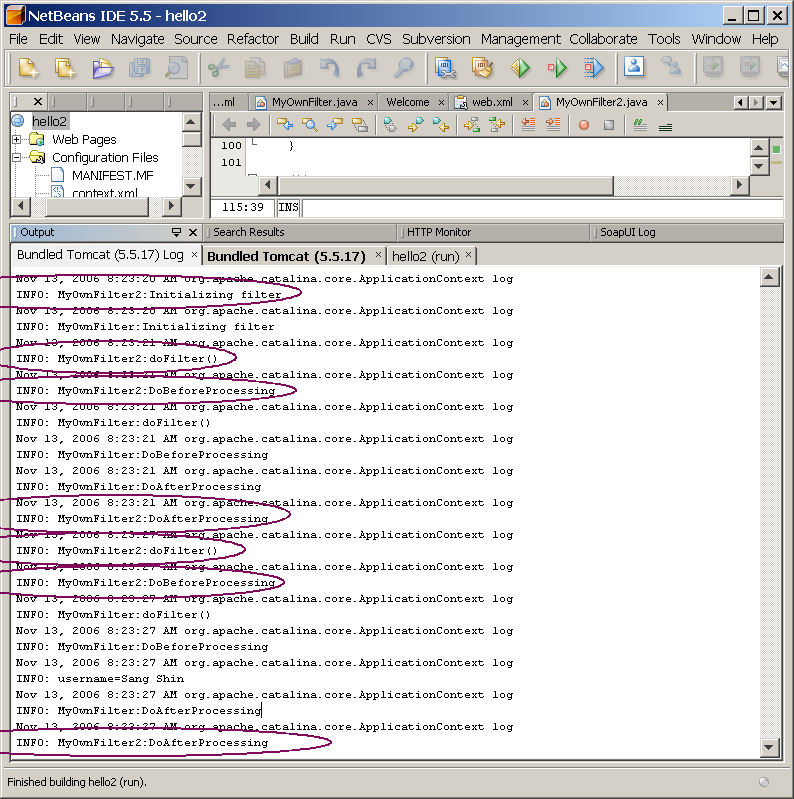 NetBeans IDE 5.5 - hello2
File Edit View Navigate Source Refactor Build Run CVS Subversion Management Collaborate Tools Window Help
...ml MyOwnFilter.java × Welcome × web.xml × MyOwnFilter2.java ×
hello2
Web Pages
Configuration Files
MANIFEST.MF
context.xml
100 }
101
115:39 INS
Output Search Results HTTP Monitor SoapUI Log
Bundled Tomcat (5.5.17) Log × Bundled Tomcat (5.5.17) × hello2 (run) ×
Nov 13, 2006 8:23:20 AM org.apache.catalina.core.ApplicationContext log
INFO: MyOwnFilter2:Initializing filter
Nov 13, 2006 8:23:20 AM org.apache.catalina.core.ApplicationContext log
INFO: MyOwnFilter:Initializing filter
Nov 13, 2006 8:23:21 AM org.apache.catalina.core.ApplicationContext log
INFO: MyOwnFilter2:doFilter()
Nov 13, 2006 8:23:21 AM org.apache.catalina.core.ApplicationContext log
INFO: MyOwnFilter2:DoBeforeProcessing
Nov 13, 2006 8:23:21 AM org.apache.catalina.core.ApplicationContext log
INFO: MyOwnFilter:doFilter()
Nov 13, 2006 8:23:21 AM org.apache.catalina.core.ApplicationContext log
INFO: MyOwnFilter:DoBeforeProcessing
Nov 13, 2006 8:23:21 AM org.apache.catalina.core.ApplicationContext log
INFO: MyOwnFilter:DoAfterProcessing
Nov 13, 2006 8:23:21 AM org.apache.catalina.core.ApplicationContext log
INFO: MyOwnFilter2:DoAfterProcessing
Nov 13, 2006 8:23:27 AM org.apache.catalina.core.ApplicationContext log
INFO: MyOwnFilter2:doFilter()
Nov 13, 2006 8:23:27 AM org.apache.catalina.core.ApplicationContext log
INFO: MyOwnFilter2:DoBeforeProcessing
Nov 13, 2006 8:23:27 AM org.apache.catalina.core.ApplicationContext log
INFO: MyOwnFilter:doFilter()
Nov 13, 2006 8:23:27 AM org.apache.catalina.core.ApplicationContext log
INFO: MyOwnFilter:DoBeforeProcessing
Nov 13, 2006 8:23:27 AM org.apache.catalina.core.ApplicationContext log
INFO: username=Sang Shin
Nov 13, 2006 8:23:27 AM org.apache.catalina.core.ApplicationContext log
INFO: MyOwnFilter:DoAfterProcessing
Nov 13, 2006 8:23:27 AM org.apache.catalina.core.ApplicationContext log
INFO: MyOwnFilter2:DoAfterProcessing
Finished building hello2 (run).